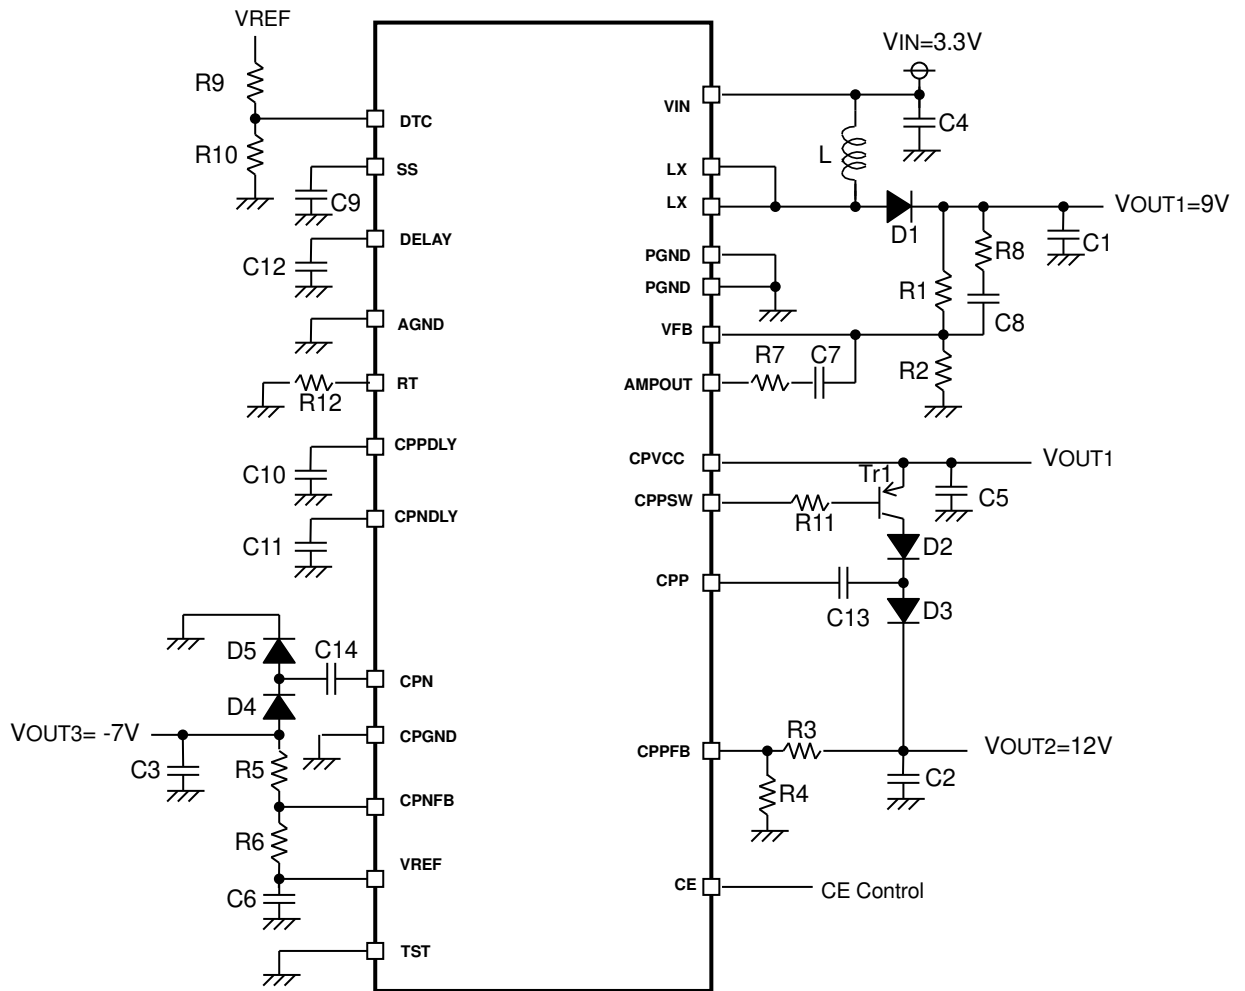 VREF
R9
R10
DTC
SS
C9
DELAY
C12
AGND
RT
R12
CPPDLY
C10
CPNDLY
C11
D5
C14
CPN
D4
VOUT3= -7V
CPGND
C3
R5
CPNFB
R6
VREF
C6
TST
VIN=3.3V
VIN
C4
L
LX
LX
D1
VOUT1=9V
C1
R8
PGND
PGND
R1
C8
VFB
R7
C7
R2
AMPOUT
CPVCC
VOUT1
Tr1
C5
CPPSW
R11
D2
CPP
C13
D3
R3
CPPFB
VOUT2=12V
C2
R4
CE
CE Control